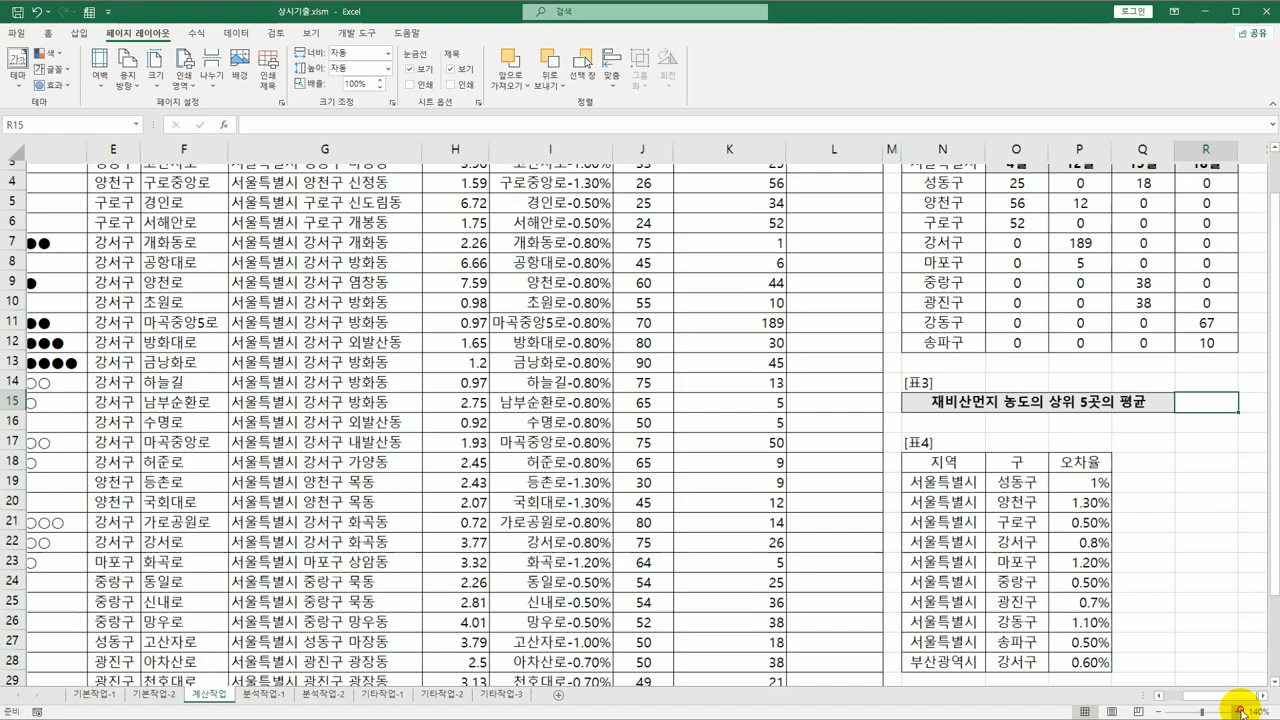 상시기출.xlsm - Excel
검색
로그인
파일 홈 삽입 페이지 레이아웃 수식 데이터 검토 보기 개발 도구 도움말
공유
테마 색 글꼴 효과
여백 용지 방향 크기 인쇄 영역 나누기 배경 인쇄 제목
너비: 자동
높이: 자동
배율: 100%
눈금선 제목
보기 보기
인쇄 인쇄
앞으로 가져오기 뒤로 보내기 선택 창 맞춤 그룹화 회전
테마 페이지 설정 크기 조정 시트 옵션 정렬
R15 fx
E F G H I J K L M N O P Q R
4 양천구 구로중앙로 서울특별시 양천구 신정동 1.59 구로중앙로-1.30% 26 56 성동구 25 0 18 0
5 구로구 경인로 서울특별시 구로구 신도림동 6.72 경인로-0.50% 25 34 양천구 56 12 0 0
6 구로구 서해안로 서울특별시 구로구 개봉동 1.75 서해안로-0.50% 24 52 구로구 52 0 0 0
7 ●● 강서구 개화동로 서울특별시 강서구 개화동 2.26 개화동로-0.80% 75 1 강서구 0 189 0 0
8 강서구 공항대로 서울특별시 강서구 방화동 6.66 공항대로-0.80% 45 6 마포구 0 5 0 0
9 ● 강서구 양천로 서울특별시 강서구 염창동 7.59 양천로-0.80% 60 44 중랑구 0 0 38 0
10 강서구 초원로 서울특별시 강서구 방화동 0.98 초원로-0.80% 55 10 광진구 0 0 38 0
11 ●● 강서구 마곡중앙5로 서울특별시 강서구 방화동 0.97 마곡중앙5로-0.80% 70 189 강동구 0 0 0 67
12 ●●● 강서구 방화대로 서울특별시 강서구 외발산동 1.65 방화대로-0.80% 80 30 송파구 0 0 0 10
13 ●●●● 강서구 금낭화로 서울특별시 강서구 방화동 1.2 금낭화로-0.80% 90 45
14 ○○ 강서구 하늘길 서울특별시 강서구 방화동 0.97 하늘길-0.80% 75 13 [표3]
15 ○ 강서구 남부순환로 서울특별시 강서구 방화동 2.75 남부순환로-0.80% 65 5 재비산먼지 농도의 상위 5곳의 평균
16 강서구 수명로 서울특별시 강서구 외발산동 0.92 수명로-0.80% 50 5
17 ○○ 강서구 마곡중앙로 서울특별시 강서구 내발산동 1.93 마곡중앙로-0.80% 75 50 [표4]
18 ○ 강서구 허준로 서울특별시 강서구 가양동 2.45 허준로-0.80% 65 9 지역 구 오차율
19 양천구 등촌로 서울특별시 양천구 목동 2.43 등촌로-1.30% 30 9 서울특별시 성동구 1%
20 양천구 국회대로 서울특별시 양천구 목동 2.07 국회대로-1.30% 45 12 서울특별시 양천구 1.30%
21 ○○○ 강서구 가로공원로 서울특별시 강서구 화곡동 0.72 가로공원로-0.80% 80 14 서울특별시 구로구 0.50%
22 ○○ 강서구 강서로 서울특별시 강서구 화곡동 3.77 강서로-0.80% 75 26 서울특별시 강서구 0.8%
23 ○ 마포구 화곡로 서울특별시 마포구 상암동 3.32 화곡로-1.20% 64 5 서울특별시 마포구 1.20%
24 중랑구 동일로 서울특별시 중랑구 묵동 2.26 동일로-0.50% 54 25 서울특별시 중랑구 0.50%
25 중랑구 신내로 서울특별시 중랑구 묵동 2.81 신내로-0.50% 54 36 서울특별시 광진구 0.7%
26 중랑구 망우로 서울특별시 중랑구 망우동 4.01 망우로-0.50% 52 38 서울특별시 강동구 1.10%
27 성동구 고산자로 서울특별시 성동구 마장동 3.79 고산자로-1.00% 50 18 서울특별시 송파구 0.50%
28 광진구 아차산로 서울특별시 광진구 광장동 2.5 아차산로-0.70% 50 38 부산광역시 강서구 0.60%
29 광진구 천호대로 서울특별시 광진구 광장동 3.13 천호대로-0.70% 49 21
기본작업-1 기본작업-2 계산작업 분석작업-1 분석작업-2 기타작업-1 기타작업-2 기타작업-3
준비 140%